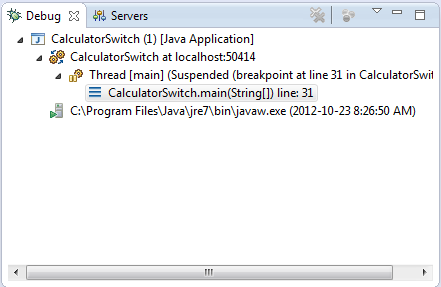 Debug Servers
CalculatorSwitch (1) [Java Application]
CalculatorSwitch at localhost:50414
Thread [main] (Suspended (breakpoint at line 31 in CalculatorSwit
CalculatorSwitch.main(String[]) line: 31
C:\Program Files\Java\jre7\bin\javaw.exe (2012-10-23 8:26:50 AM)